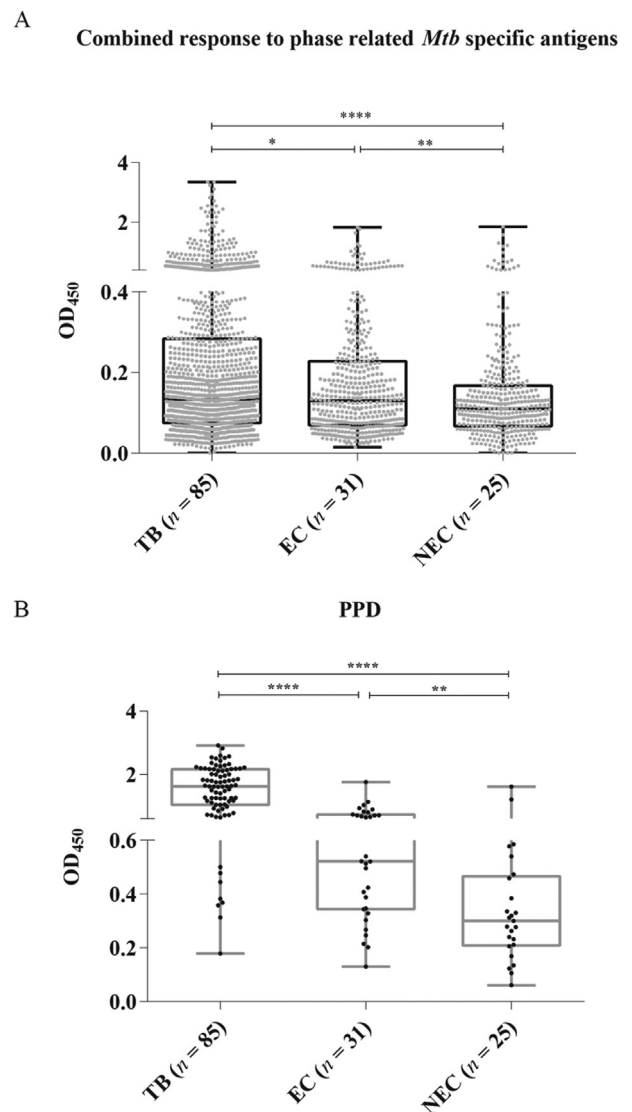 A
Combined response to phase related Mtb specific antigens
****
*
**
4
2
0.4
0.2
0.0
OD450
TB (n = 85)
EC (n = 31)
NEC (n = 25)
B
PPD
****
****
**
4
2
0.6
0.4
0.2
0.0
OD450
TB (n = 85)
EC (n = 31)
NEC (n = 25)